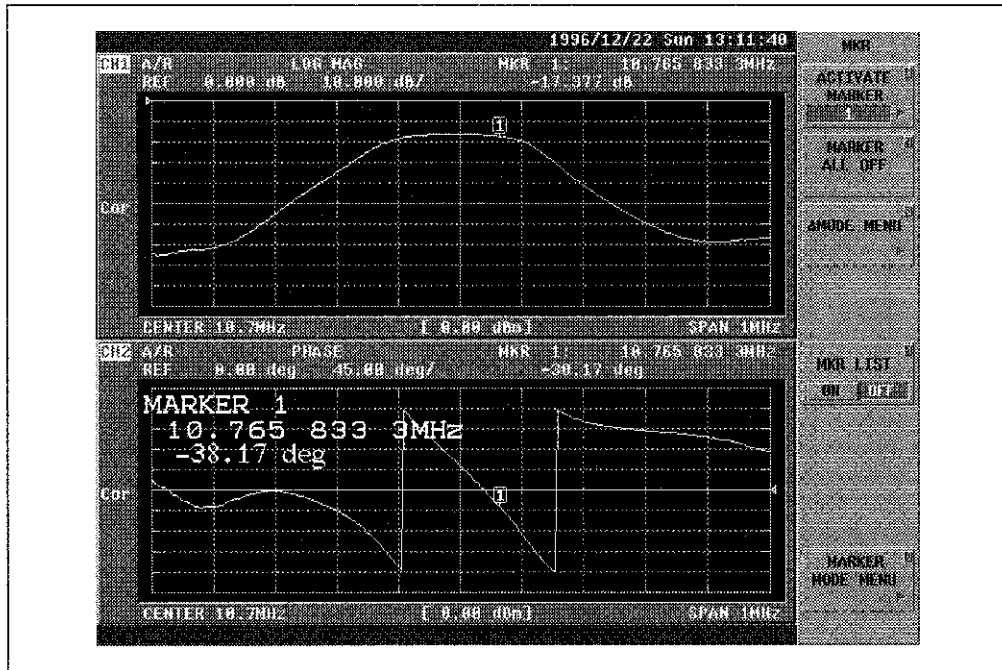 1996/12/22 Sun 13:11:40
CH1 A/R LOG MAG MKR 1: 10.765 833 3MHz
REF 0.000 dB 10.000 dB/ -17.377 dB
1
Cor
CENTER 10.7MHz [ 0.00 dBm] SPAN 1MHz
CH2 A/R PHASE MKR 1: 10.765 833 3MHz
REF 0.00 deg 45.00 deg/ -38.17 deg
MARKER 1
10.765 833 3MHz
-38.17 deg
1
Cor
CENTER 10.7MHz [ 0.00 dBm] SPAN 1MHz
MKR
ACTIVATE
MARKER
1
MARKER
ALL OFF
ΔMODE MENU
MKR LIST
ON OFF
MARKER
MODE MENU